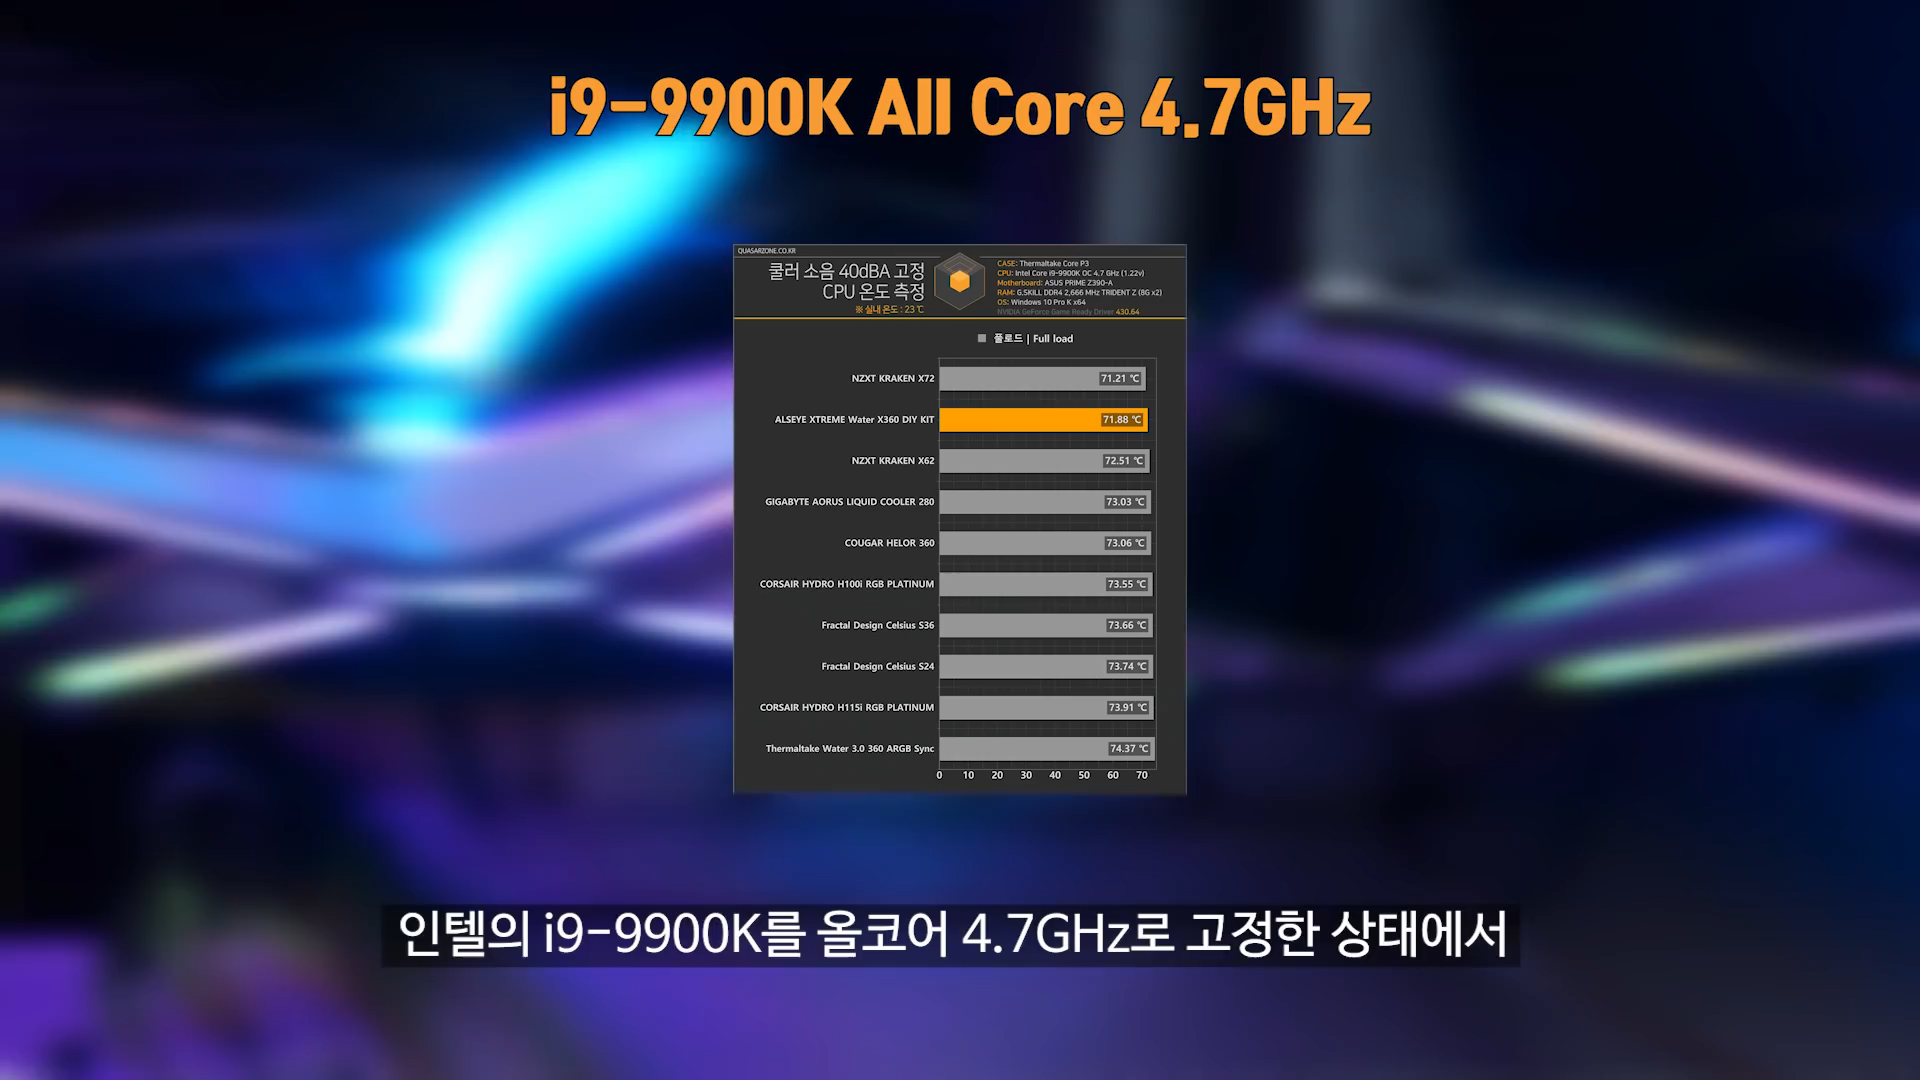 i9-9900K All Core 4.7GHz
QUASARZONE.CO.KR
쿨러 소음 40dBA 고정
CPU 온도 측정
※ 실내 온도 : 23℃
CASE: Thermaltake Core P3
CPU: Intel Core i9-9900K OC 4.7 GHz (1.22v)
Motherboard: ASUS PRIME Z390-A
RAM: G.SKILL DDR4 2,666 MHz TRIDENT Z (8G x2)
OS: Windows 10 Pro K x64
NVIDIA GeForce Game Ready Driver 430.64
풀로드 | Full load
NZXT KRAKEN X72 71.21 ℃
ALSEYE XTREME Water X360 DIY KIT 71.88 ℃
NZXT KRAKEN X62 72.51 ℃
GIGABYTE AORUS LIQUID COOLER 280 73.03 ℃
COUGAR HELOR 360 73.06 ℃
CORSAIR HYDRO H100i RGB PLATINUM 73.55 ℃
Fractal Design Celsius S36 73.66 ℃
Fractal Design Celsius S24 73.74 ℃
CORSAIR HYDRO H115i RGB PLATINUM 73.91 ℃
Thermaltake Water 3.0 360 ARGB Sync 74.37 ℃
0 10 20 30 40 50 60 70
인텔의 i9-9900K를 올코어 4.7GHz로 고정한 상태에서